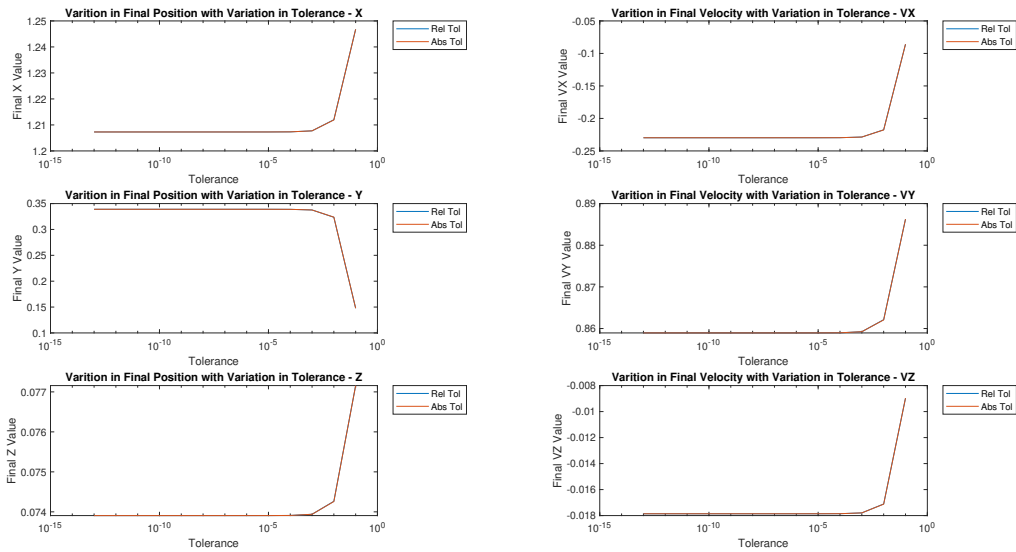 Varition in Final Position with Variation in Tolerance - X
1.25
1.24
1.23
1.22
1.21
1.2
Final X Value
10^-15
10^-10
10^-5
10^0
Tolerance
Rel Tol
Abs Tol
Varition in Final Velocity with Variation in Tolerance - VX
-0.05
-0.1
-0.15
-0.2
-0.25
Final VX Value
10^-15
10^-10
10^-5
10^0
Tolerance
Rel Tol
Abs Tol
Varition in Final Position with Variation in Tolerance - Y
0.35
0.3
0.25
0.2
0.15
0.1
Final Y Value
10^-15
10^-10
10^-5
10^0
Tolerance
Rel Tol
Abs Tol
Varition in Final Velocity with Variation in Tolerance - VY
0.89
0.88
0.87
0.86
Final VY Value
10^-15
10^-10
10^-5
10^0
Tolerance
Rel Tol
Abs Tol
Varition in Final Position with Variation in Tolerance - Z
0.077
0.076
0.075
0.074
Final Z Value
10^-15
10^-10
10^-5
10^0
Tolerance
Rel Tol
Abs Tol
Varition in Final Velocity with Variation in Tolerance - VZ
-0.008
-0.01
-0.012
-0.014
-0.016
-0.018
Final VZ Value
10^-15
10^-10
10^-5
10^0
Tolerance
Rel Tol
Abs Tol